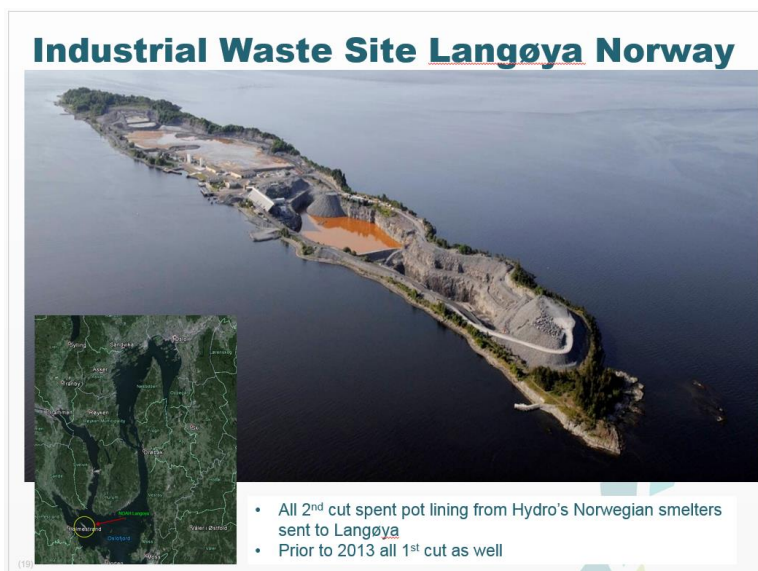 Industrial Waste Site Langøya Norway
Sandvika
Asker
Holmestrand
Oslofjord
Moss
• All 2nd cut spent pot lining from Hydro's Norwegian smelters
sent to Langøya
• Prior to 2013 all 1st cut as well
(19)